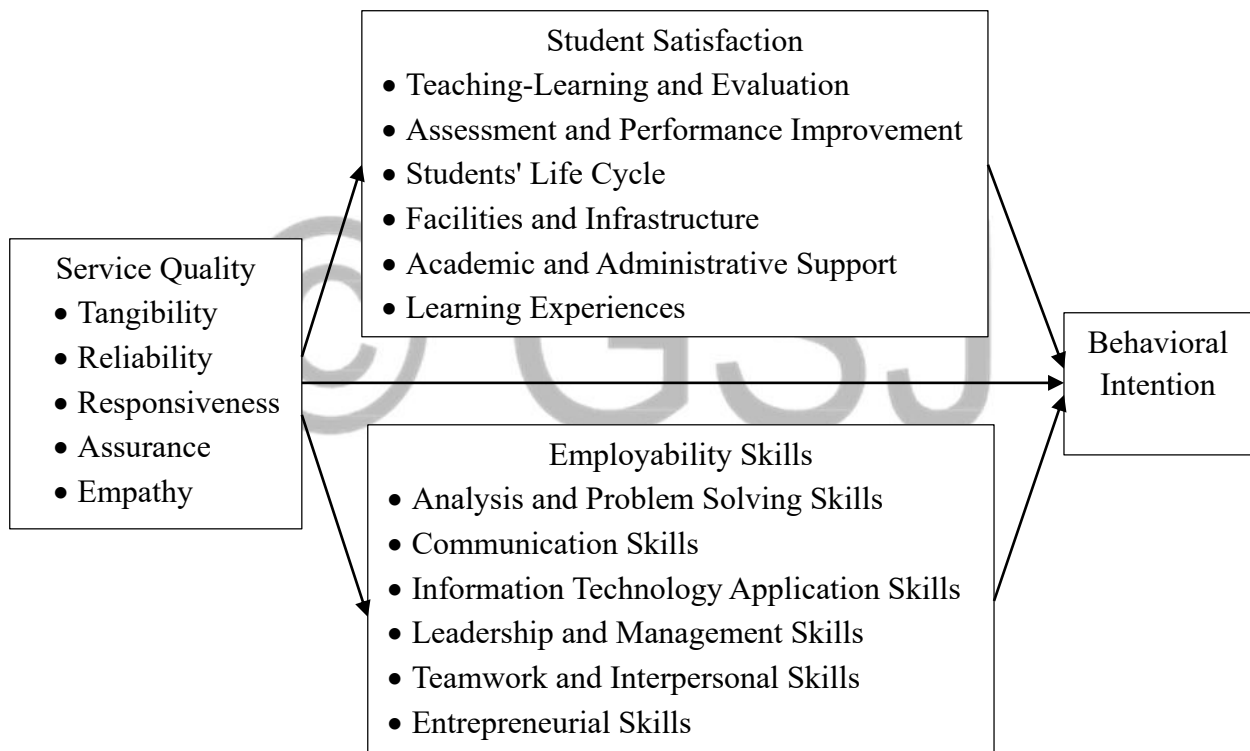 Student Satisfaction
• Teaching-Learning and Evaluation
• Assessment and Performance Improvement
• Students' Life Cycle
• Facilities and Infrastructure
• Academic and Administrative Support
• Learning Experiences
Service Quality
• Tangibility
• Reliability
• Responsiveness
• Assurance
• Empathy
Behavioral
Intention
Employability Skills
• Analysis and Problem Solving Skills
• Communication Skills
• Information Technology Application Skills
• Leadership and Management Skills
• Teamwork and Interpersonal Skills
• Entrepreneurial Skills
© GSJ